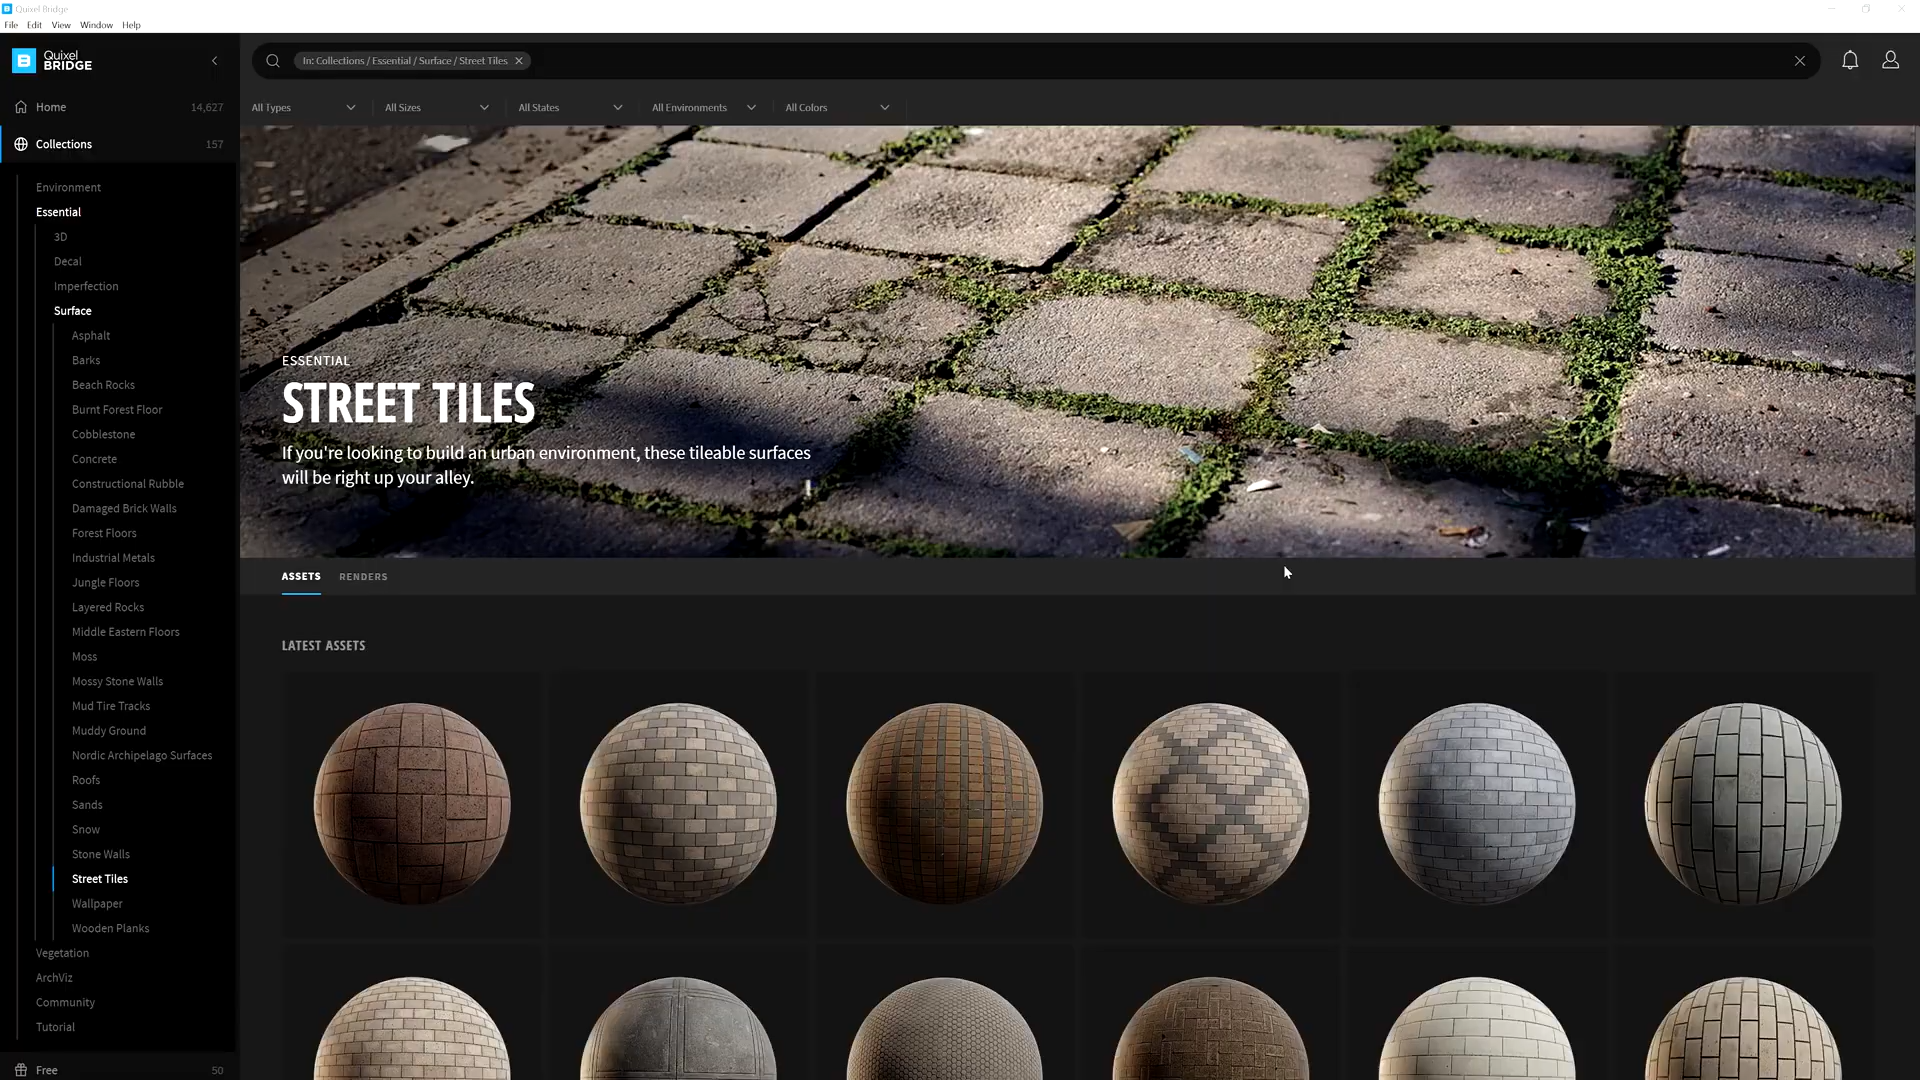 Quixel Bridge
File Edit View Window Help
Quixel
BRIDGE
In: Collections / Essential / Surface / Street Tiles
Home 14,627
All Types All Sizes All States All Environments All Colors
Collections 157
Environment
Essential
3D
Decal
Imperfection
Surface
Asphalt
Barks
Beach Rocks
Burnt Forest Floor
Cobblestone
Concrete
Constructional Rubble
Damaged Brick Walls
Forest Floors
Industrial Metals
Jungle Floors
Layered Rocks
Middle Eastern Floors
Moss
Mossy Stone Walls
Mud Tire Tracks
Muddy Ground
Nordic Archipelago Surfaces
Roofs
Sands
Snow
Stone Walls
Street Tiles
Wallpaper
Wooden Planks
Vegetation
ArchViz
Community
Tutorial
Free 50
ESSENTIAL
STREET TILES
If you're looking to build an urban environment, these tileable surfaces
will be right up your alley.
ASSETS RENDERS
LATEST ASSETS